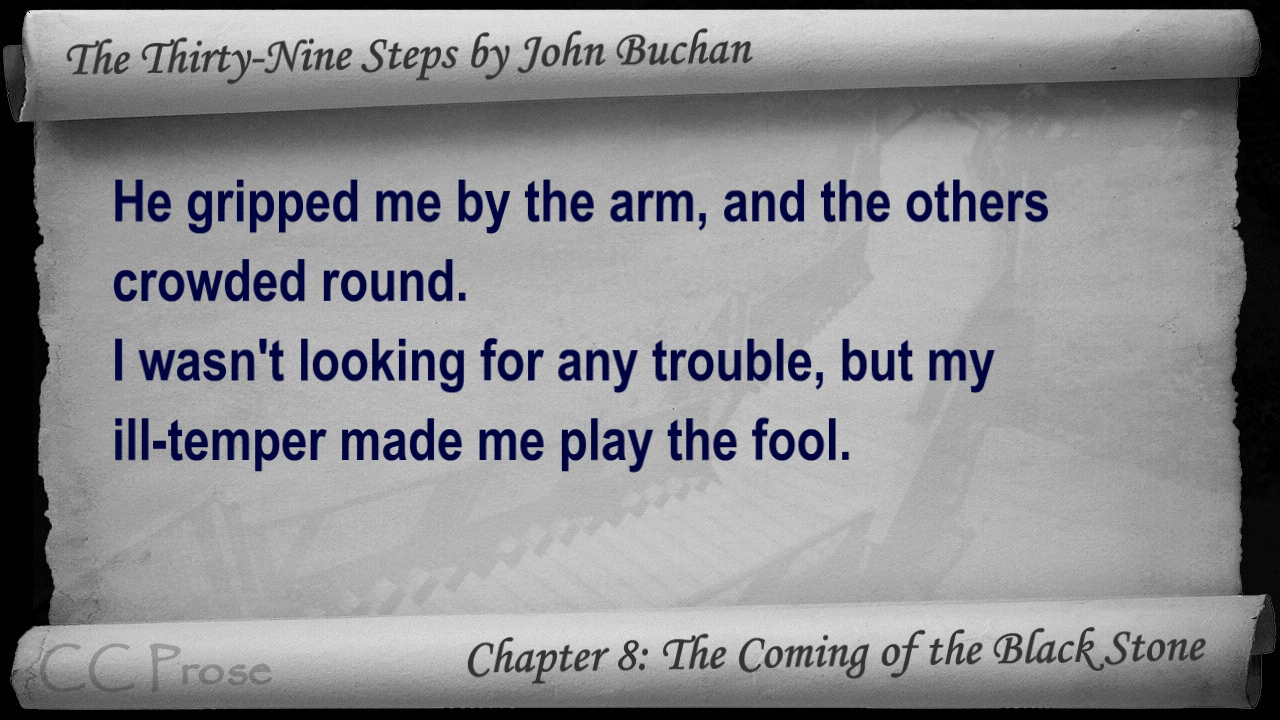 The Thirty-Nine Steps by John Buchan
He gripped me by the arm, and the others
crowded round.
I wasn't looking for any trouble, but my
ill-temper made me play the fool.
CC Prose
Chapter 8: The Coming of the Black Stone